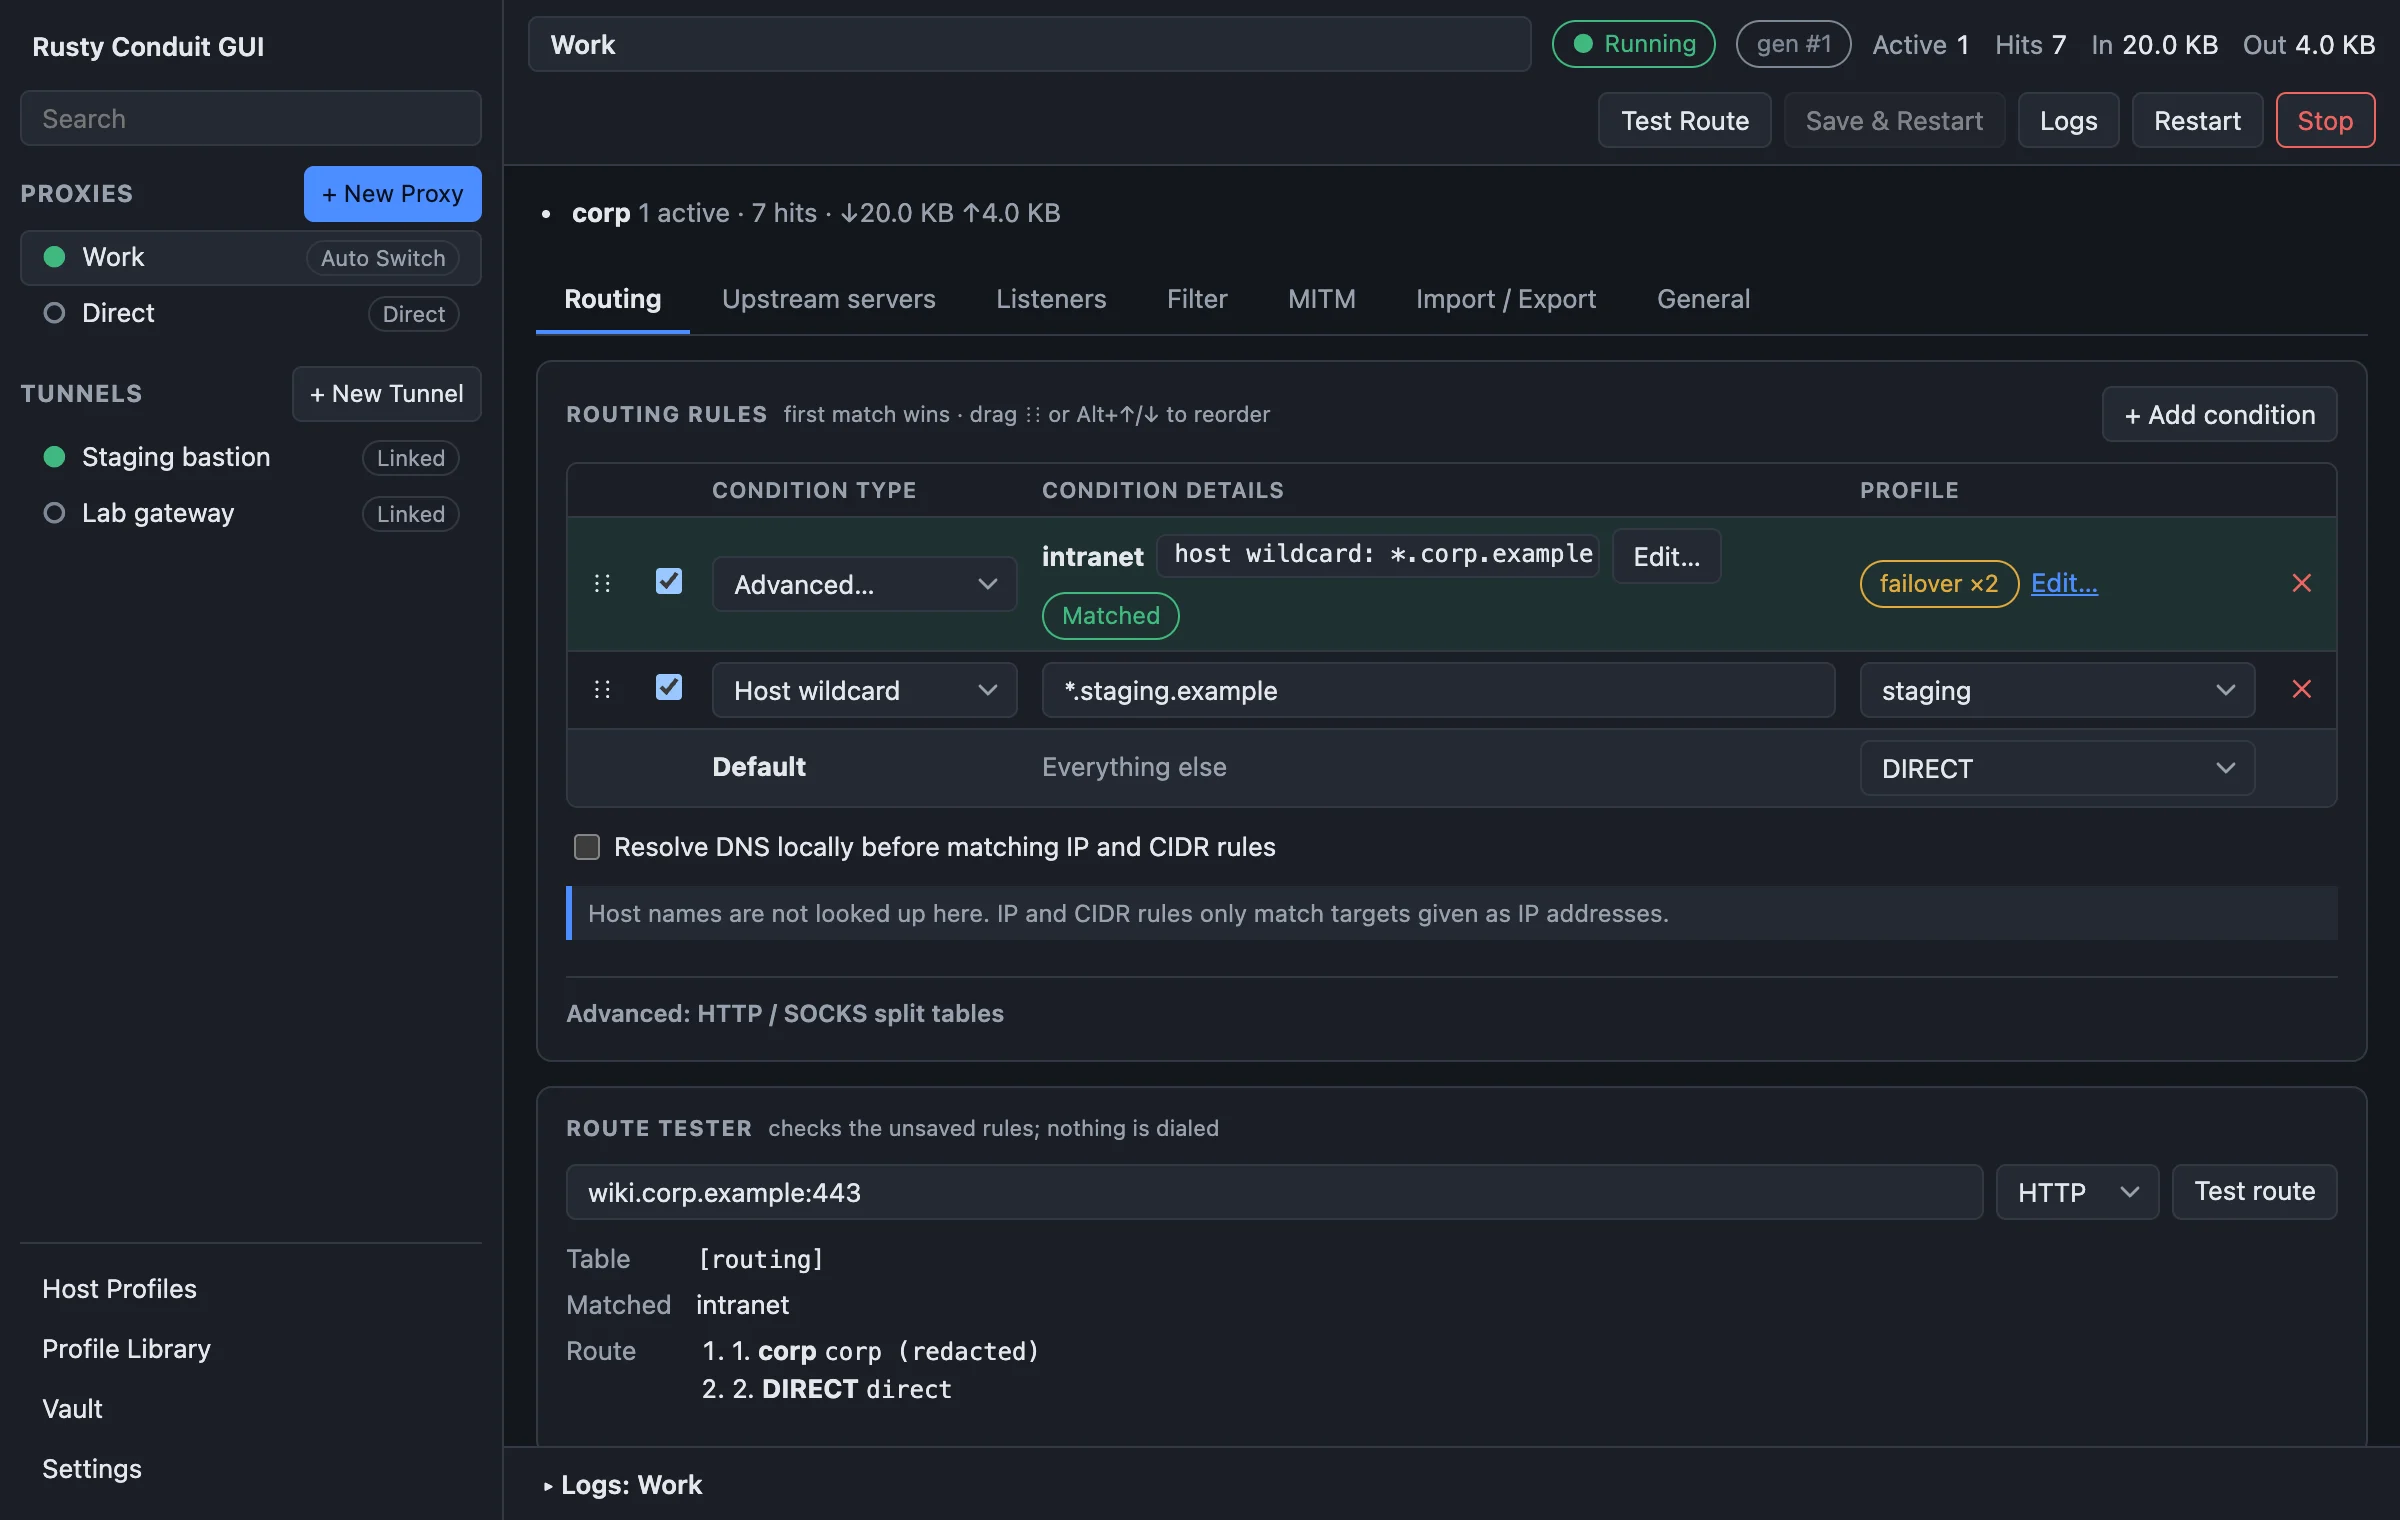 Rusty Conduit GUI
Search
PROXIES
+ New Proxy
Work
Auto Switch
Direct
Direct
TUNNELS
+ New Tunnel
Staging bastion
Linked
Lab gateway
Linked
Host Profiles
Profile Library
Vault
Settings
Work
Running
gen #1
Active 1
Hits 7
In 20.0 KB
Out 4.0 KB
Test Route
Save & Restart
Logs
Restart
Stop
• corp 1 active · 7 hits · ↓20.0 KB ↑4.0 KB
Routing
Upstream servers
Listeners
Filter
MITM
Import / Export
General
ROUTING RULES first match wins · drag ⁝⁝ or Alt+↑/↓ to reorder
+ Add condition
CONDITION TYPE
CONDITION DETAILS
PROFILE
Advanced...
intranet host wildcard: *.corp.example
Edit...
Matched
failover ×2
Edit...
Host wildcard
*.staging.example
staging
Default
Everything else
DIRECT
Resolve DNS locally before matching IP and CIDR rules
Host names are not looked up here. IP and CIDR rules only match targets given as IP addresses.
Advanced: HTTP / SOCKS split tables
ROUTE TESTER checks the unsaved rules; nothing is dialed
wiki.corp.example:443
HTTP
Test route
Table [routing]
Matched intranet
Route 1. 1. corp corp (redacted)
2. 2. DIRECT direct
▸ Logs: Work